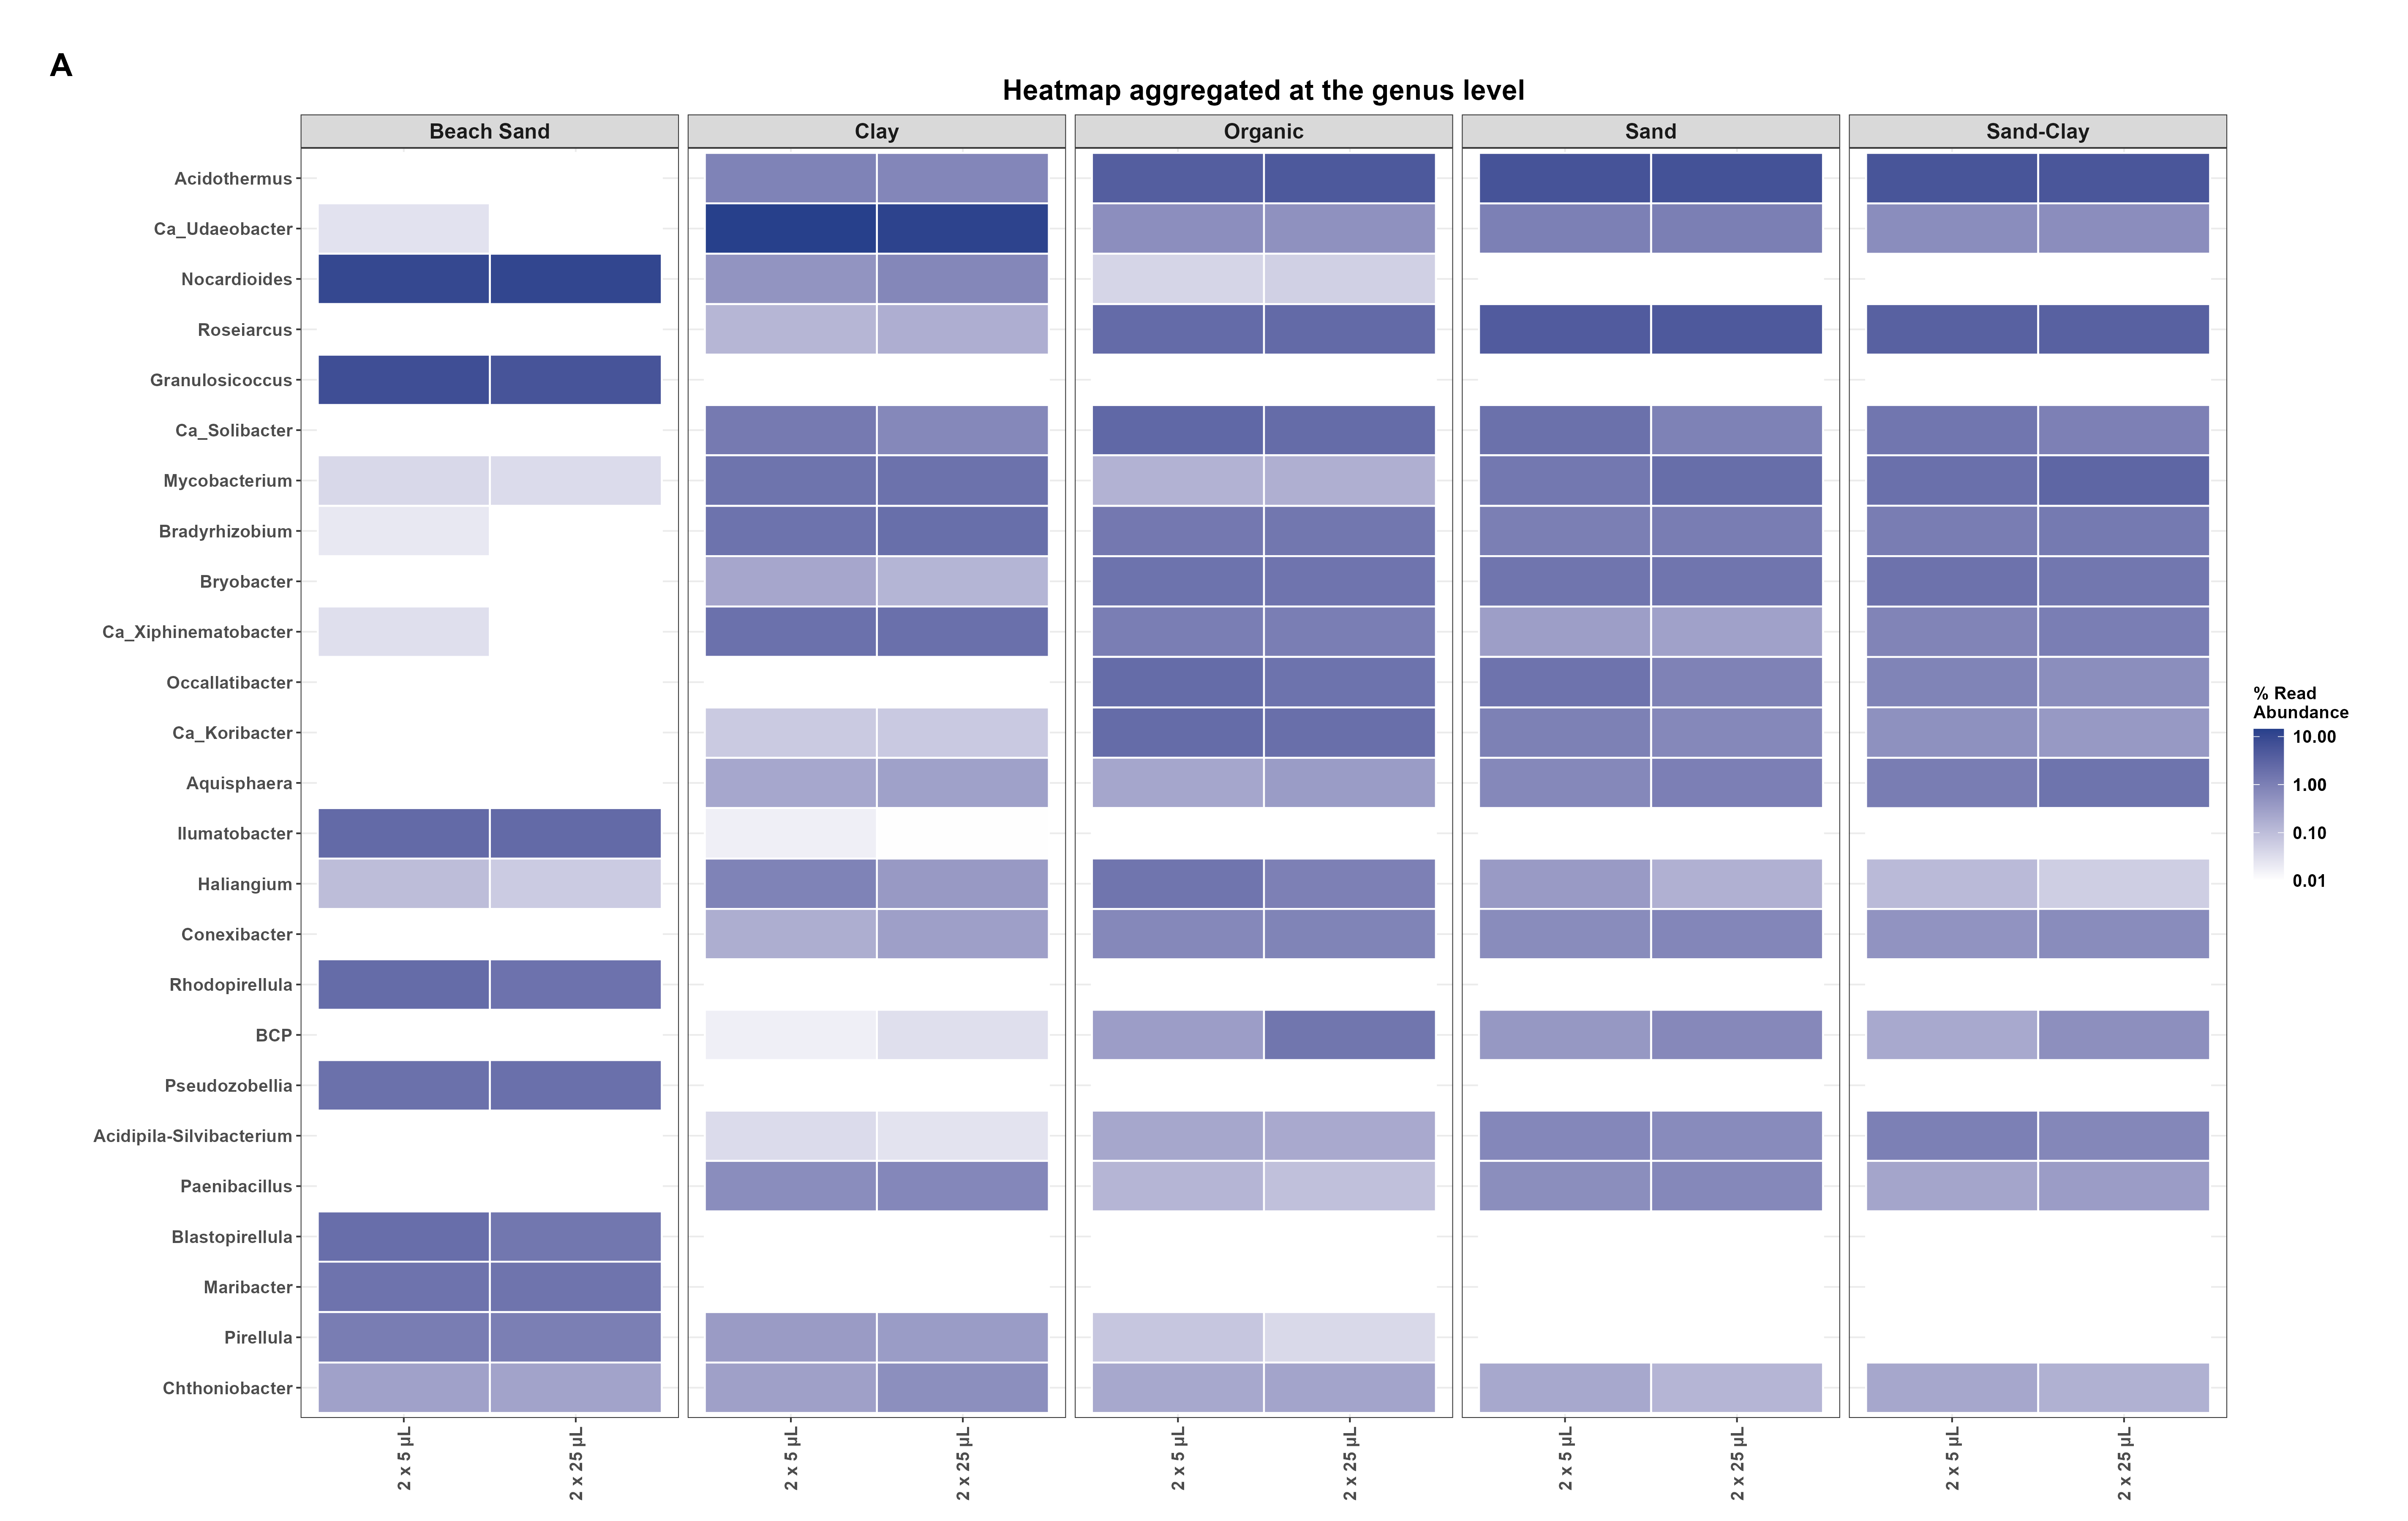 A
Heatmap aggregated at the genus level
Beach Sand
Clay
Organic
Sand
Sand-Clay
Acidothermus
Ca_Udaeobacter
Nocardioides
Roseiarcus
Granulosicoccus
Ca_Solibacter
Mycobacterium
Bradyrhizobium
Bryobacter
Ca_Xiphinematobacter
Occallatibacter
Ca_Koribacter
Aquisphaera
Ilumatobacter
Haliangium
Conexibacter
Rhodopirellula
BCP
Pseudozobellia
Acidipila-Silvibacterium
Paenibacillus
Blastopirellula
Maribacter
Pirellula
Chthoniobacter
% Read
Abundance
10.00
1.00
0.10
0.01
2 x 5 µL
2 x 25 µL
2 x 5 µL
2 x 25 µL
2 x 5 µL
2 x 25 µL
2 x 5 µL
2 x 25 µL
2 x 5 µL
2 x 25 µL